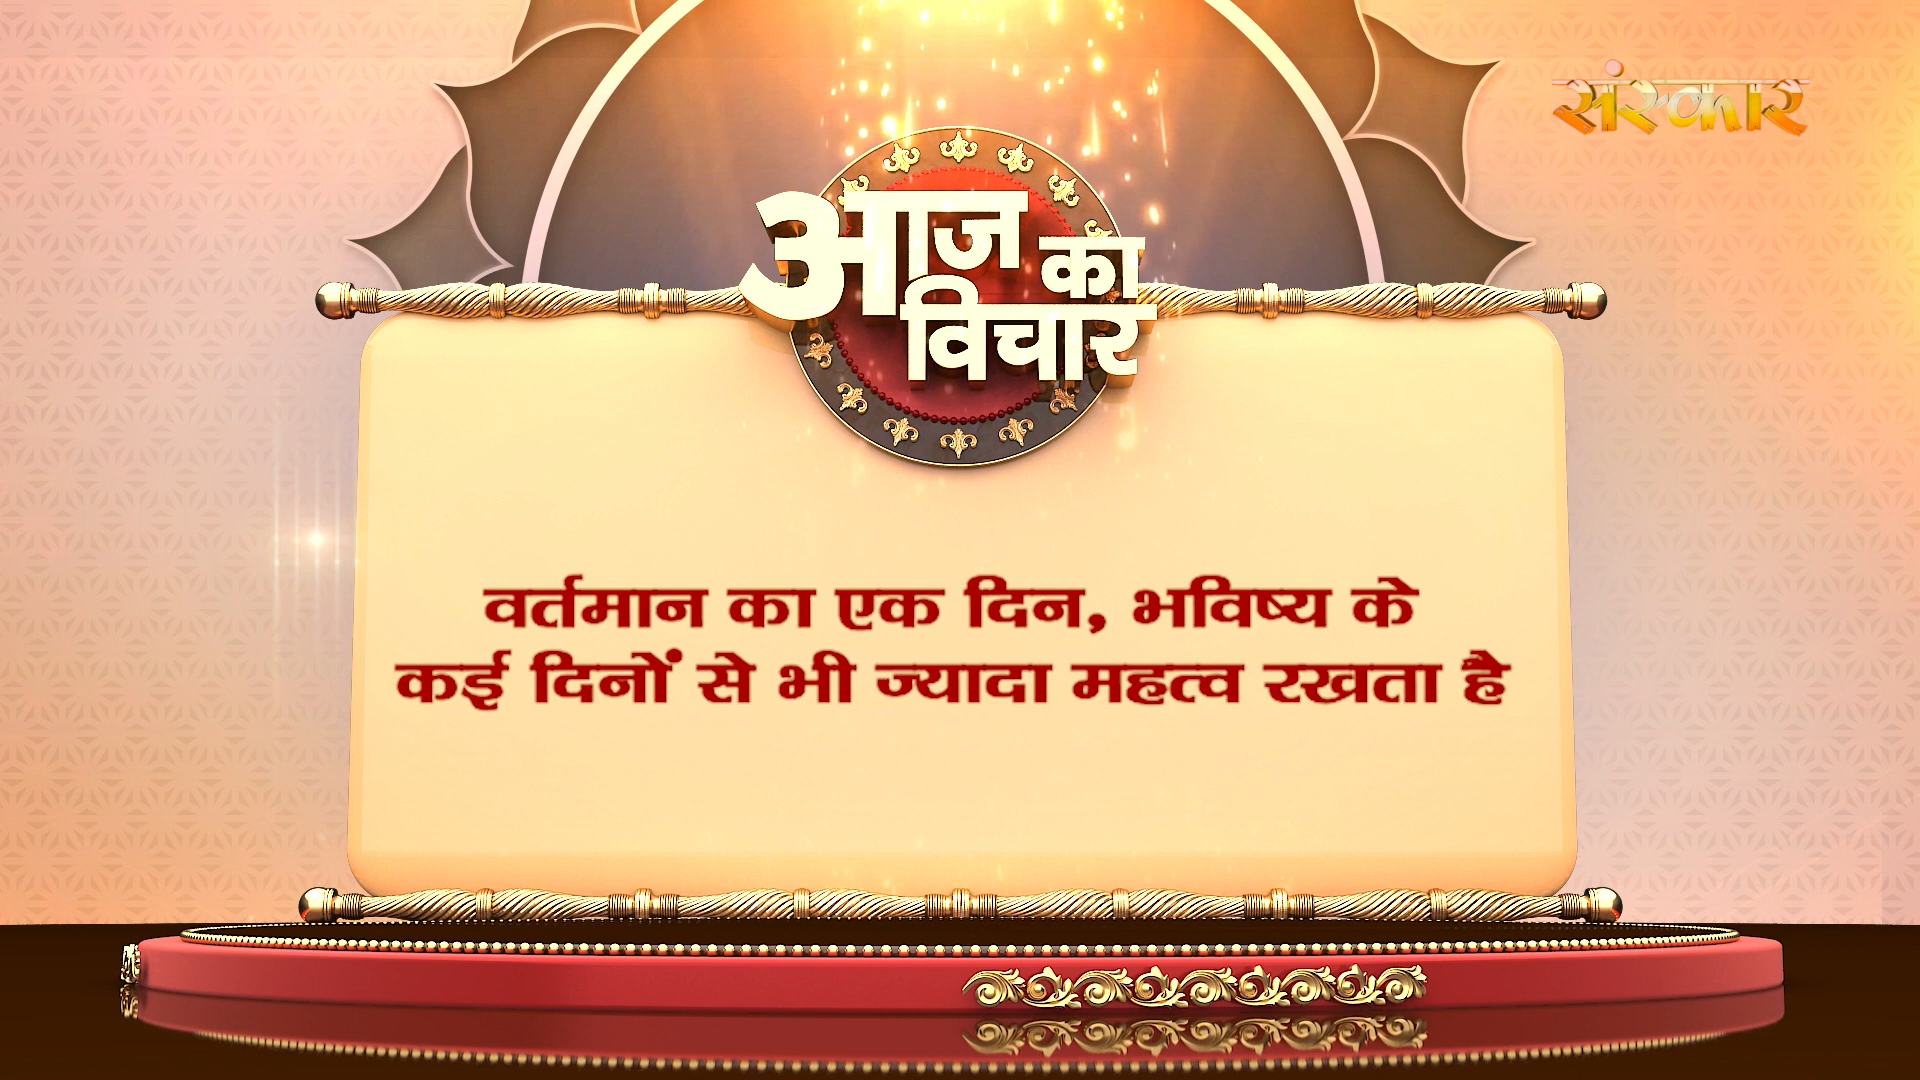 संस्कार
आज का
विचार
वर्तमान का एक दिन, भविष्य के
कई दिनों से भी ज्यादा महत्व रखता है